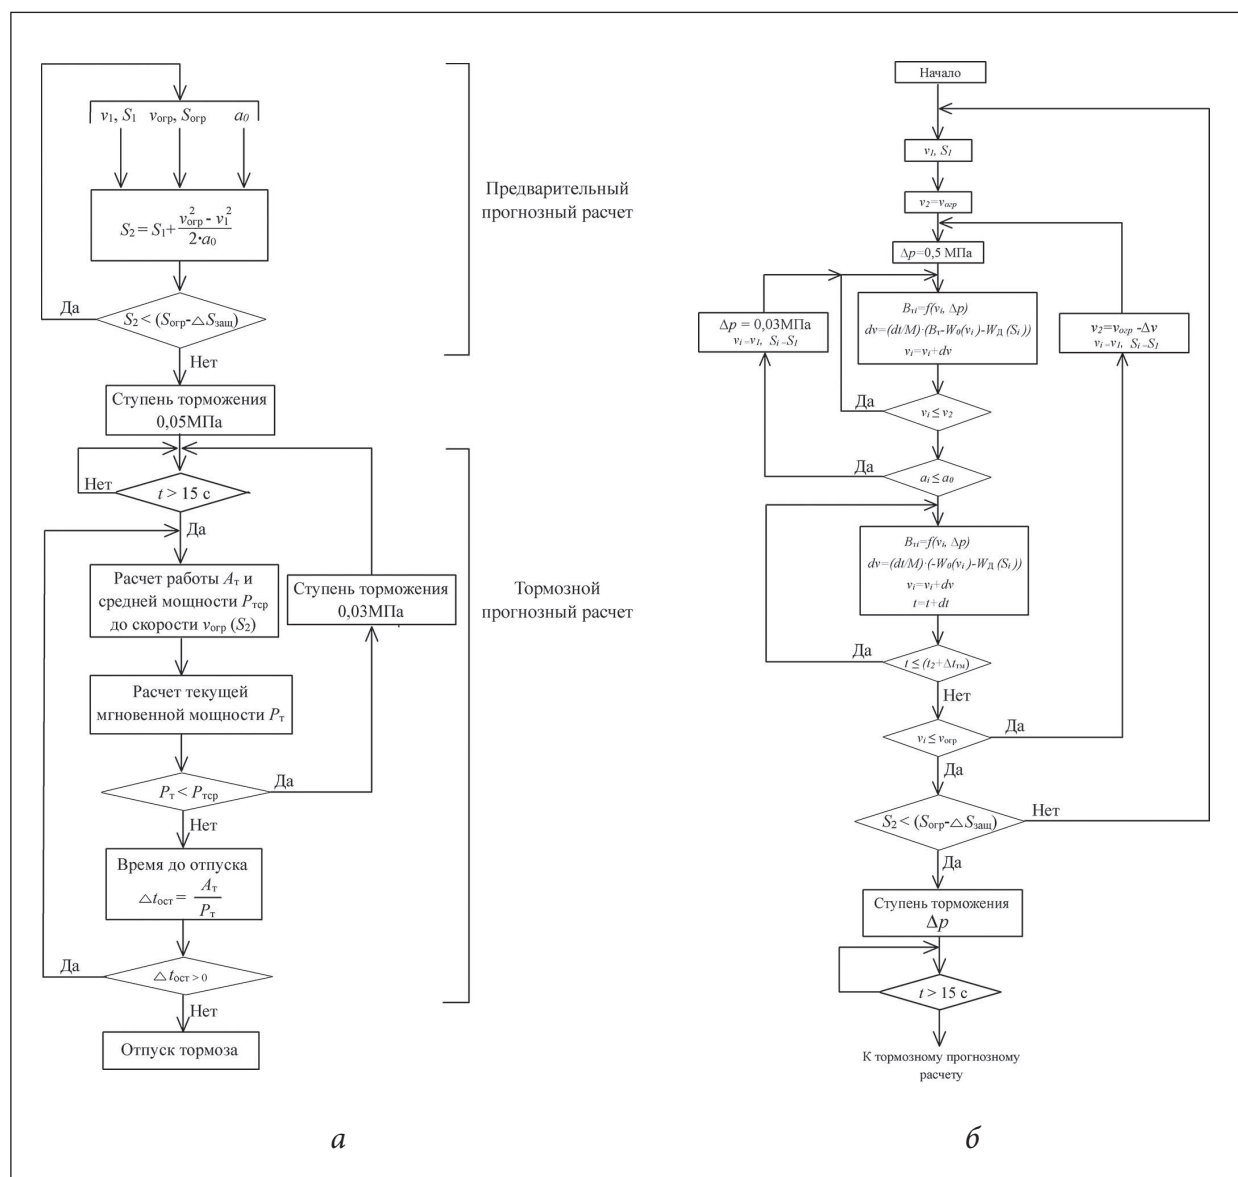 v₁, S₁ vогр, Sогр a₀
S₂ = S₁+ (v²огр - v₁²) / 2·a₀
Да
S₂ < (Sогр-△Sзащ)
Нет
Предварительный
прогнозный расчет
Ступень торможения
0,05МПа
Нет
t > 15 с
Да
Расчет работы Aт и
средней мощности Pтср
до скорости vогр (S₂)
Ступень торможения
0,03МПа
Тормозной
прогнозный расчет
Расчет текущей
мгновенной мощности Pт
Pт < Pтср
Да
Нет
Время до отпуска
△tост = Aт / Pт
Да
△tост > 0
Нет
Отпуск тормоза
а
Начало
v₁, S₁
v₂=vогр
Δp=0,5 МПа
Δp = 0,03МПа
vᵢ=v₁, Sᵢ=S₁
Bтi=f(vᵢ, Δp)
dv=(dt/M)·(Bт-W₀(vᵢ)-WД (Sᵢ))
vᵢ=vᵢ+dv
v₂=vогр -Δv
vᵢ=v₁, Sᵢ=S₁
Да
vᵢ ≤ v₂
Да
aᵢ ≤ a₀
Bтi=f(vᵢ, Δp)
dv=(dt/M)·(-W₀(vᵢ)-WД (Sᵢ))
vᵢ=vᵢ+dv
t=t+dt
Да
t ≤ (t₂+Δtтм)
Нет
vᵢ ≤ vогр
Да
Да
S₂ < (Sогр-△Sзащ)
Нет
Да
Ступень торможения
Δp
t > 15 с
К тормозному прогнозному
расчету
б